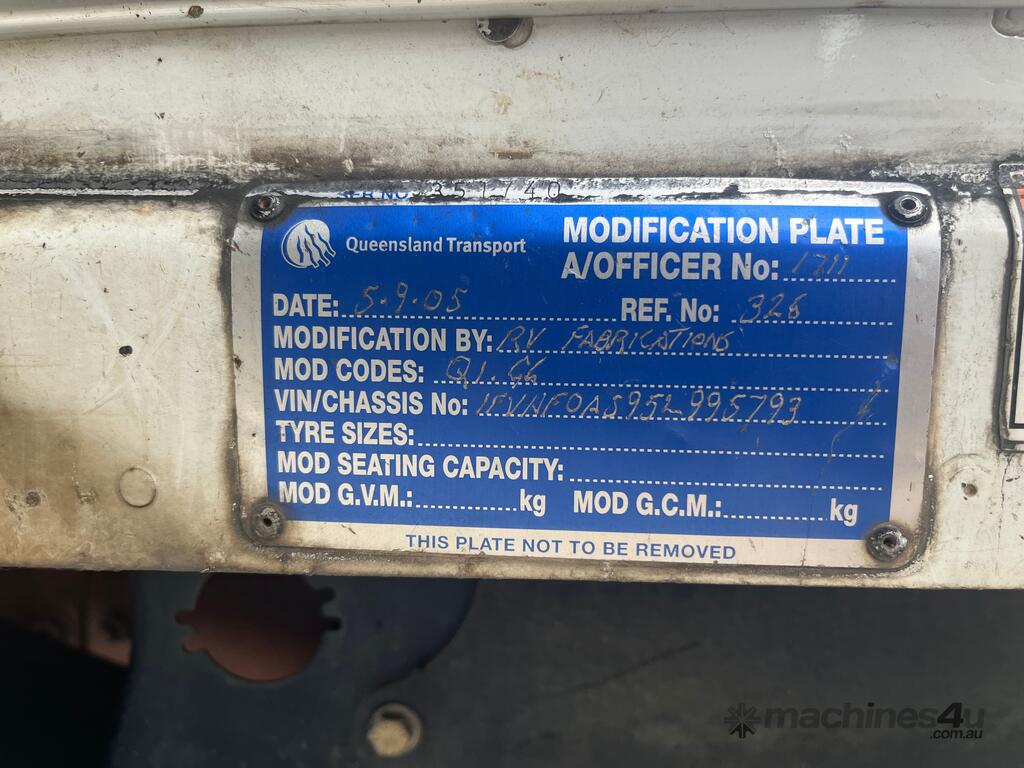 351740
Queensland Transport
MODIFICATION PLATE
A/OFFICER No: 1711
DATE: 5.9.05
REF. No: 328
MODIFICATION BY: RV FABRICATIONS
MOD CODES: Q1.
VIN/CHASSIS No: 1FVHF0AS95L995793
TYRE SIZES:
MOD SEATING CAPACITY:
MOD G.V.M.: kg MOD G.C.M.: kg
THIS PLATE NOT TO BE REMOVED
machines4u
.com.au